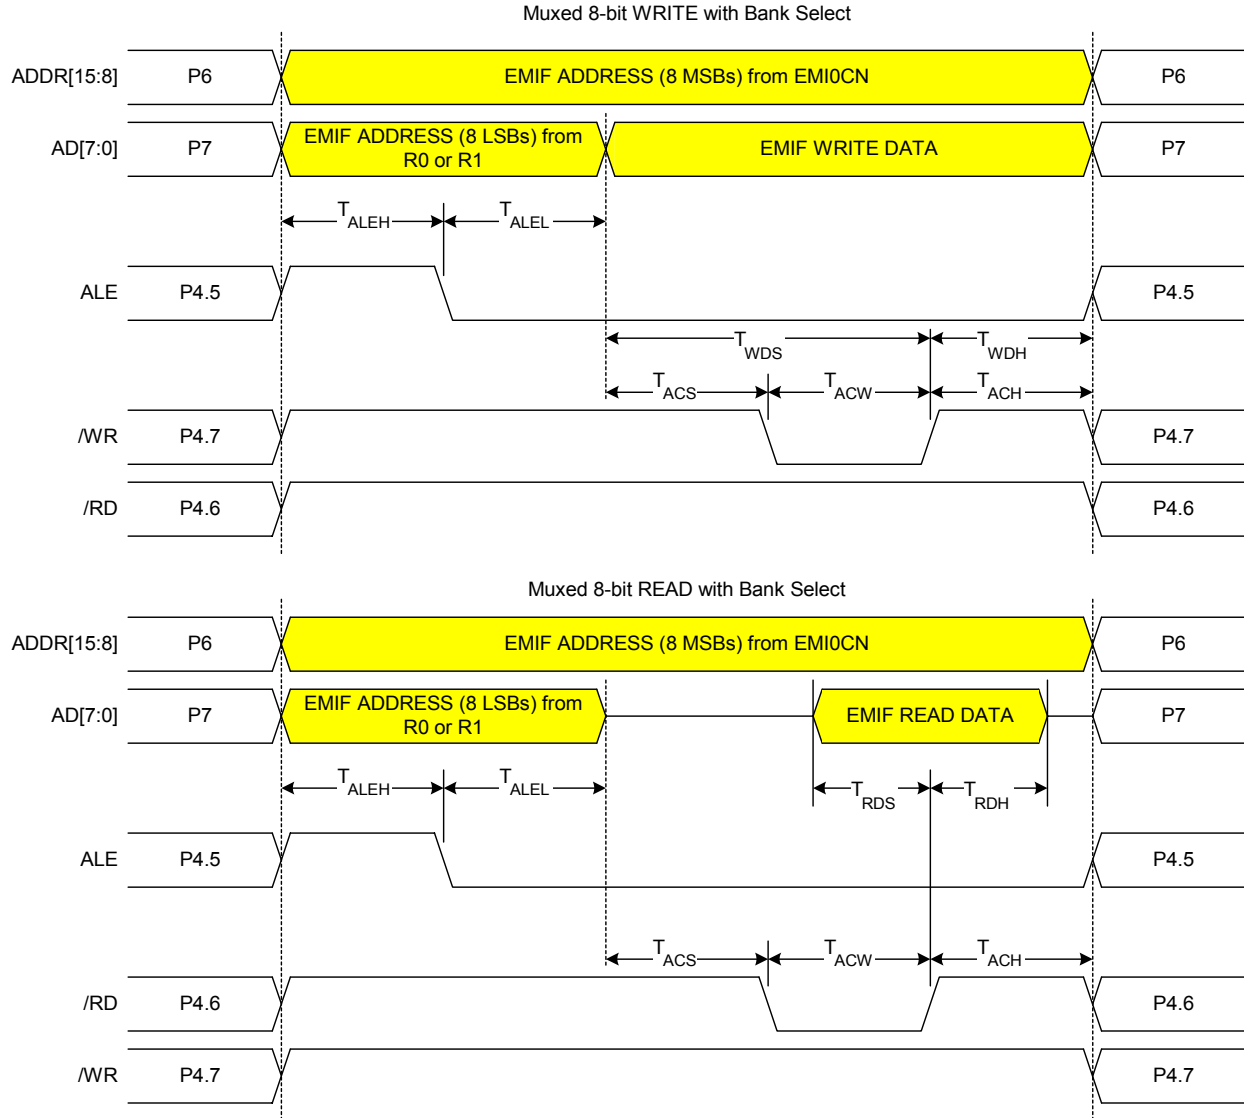 Muxed 8-bit WRITE with Bank Select
ADDR[15:8] P6 EMIF ADDRESS (8 MSBs) from EMI0CN P6
AD[7:0] P7 EMIF ADDRESS (8 LSBs) from
R0 or R1 EMIF WRITE DATA P7
TALEH TALEL
ALE P4.5 P4.5
TWDS TWDH
TACS TACW TACH
/WR P4.7 P4.7
/RD P4.6 P4.6
Muxed 8-bit READ with Bank Select
ADDR[15:8] P6 EMIF ADDRESS (8 MSBs) from EMI0CN P6
AD[7:0] P7 EMIF ADDRESS (8 LSBs) from
R0 or R1 EMIF READ DATA P7
TALEH TALEL TRDS TRDH
ALE P4.5 P4.5
TACS TACW TACH
/RD P4.6 P4.6
/WR P4.7 P4.7